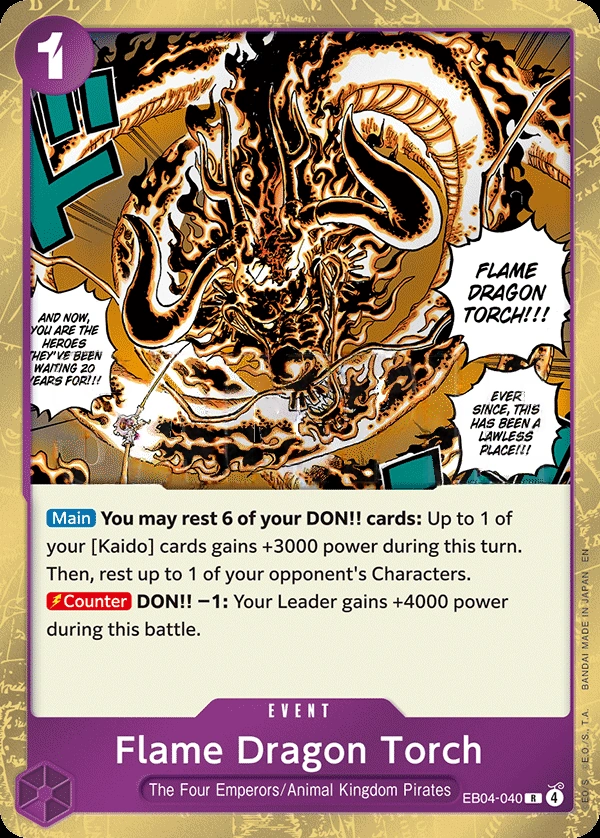 1
ド
AND NOW,
YOU ARE THE
HEROES
THEY'VE BEEN
WAITING 20
YEARS FOR!!!
FLAME
DRAGON
TORCH!!!
EVER
SINCE, THIS
HAS BEEN A
LAWLESS
PLACE!!!
Main You may rest 6 of your DON!! cards: Up to 1 of
your [Kaido] cards gains +3000 power during this turn.
Then, rest up to 1 of your opponent's Characters.
Counter DON!! −1: Your Leader gains +4000 power
during this battle.
EVENT
Flame Dragon Torch
The Four Emperors/Animal Kingdom Pirates
EB04-040 R 4
©E.O.S. ©E.O./S., T.A. BANDAI MADE IN JAPAN EN